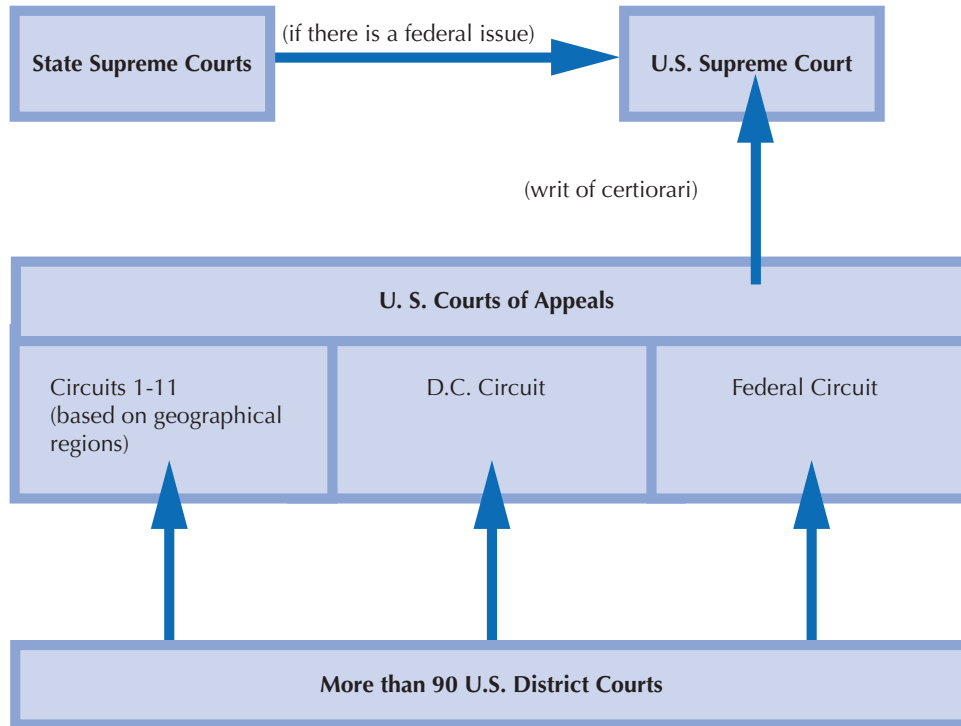 (if there is a federal issue)
State Supreme Courts
U.S. Supreme Court
(writ of certiorari)
U. S. Courts of Appeals
Circuits 1-11
(based on geographical
regions)
D.C. Circuit
Federal Circuit
More than 90 U.S. District Courts